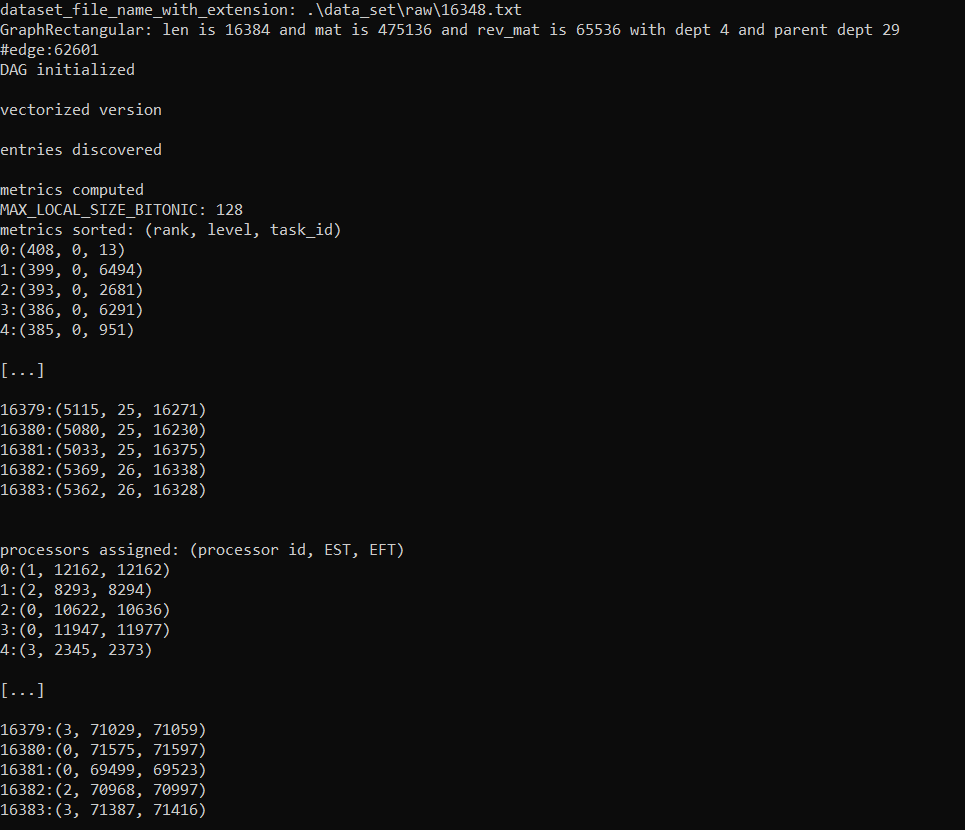 dataset_file_name_with_extension: .\data_set\raw\16348.txt
GraphRectangular: len is 16384 and mat is 475136 and rev_mat is 65536 with dept 4 and parent dept 29
#edge:62601
DAG initialized
vectorized version
entries discovered
metrics computed
MAX_LOCAL_SIZE_BITONIC: 128
metrics sorted: (rank, level, task_id)
0:(408, 0, 13)
1:(399, 0, 6494)
2:(393, 0, 2681)
3:(386, 0, 6291)
4:(385, 0, 951)
[...]
16379:(5115, 25, 16271)
16380:(5080, 25, 16230)
16381:(5033, 25, 16375)
16382:(5369, 26, 16338)
16383:(5362, 26, 16328)
processors assigned: (processor id, EST, EFT)
0:(1, 12162, 12162)
1:(2, 8293, 8294)
2:(0, 10622, 10636)
3:(0, 11947, 11977)
4:(3, 2345, 2373)
[...]
16379:(3, 71029, 71059)
16380:(0, 71575, 71597)
16381:(0, 69499, 69523)
16382:(2, 70968, 70997)
16383:(3, 71387, 71416)